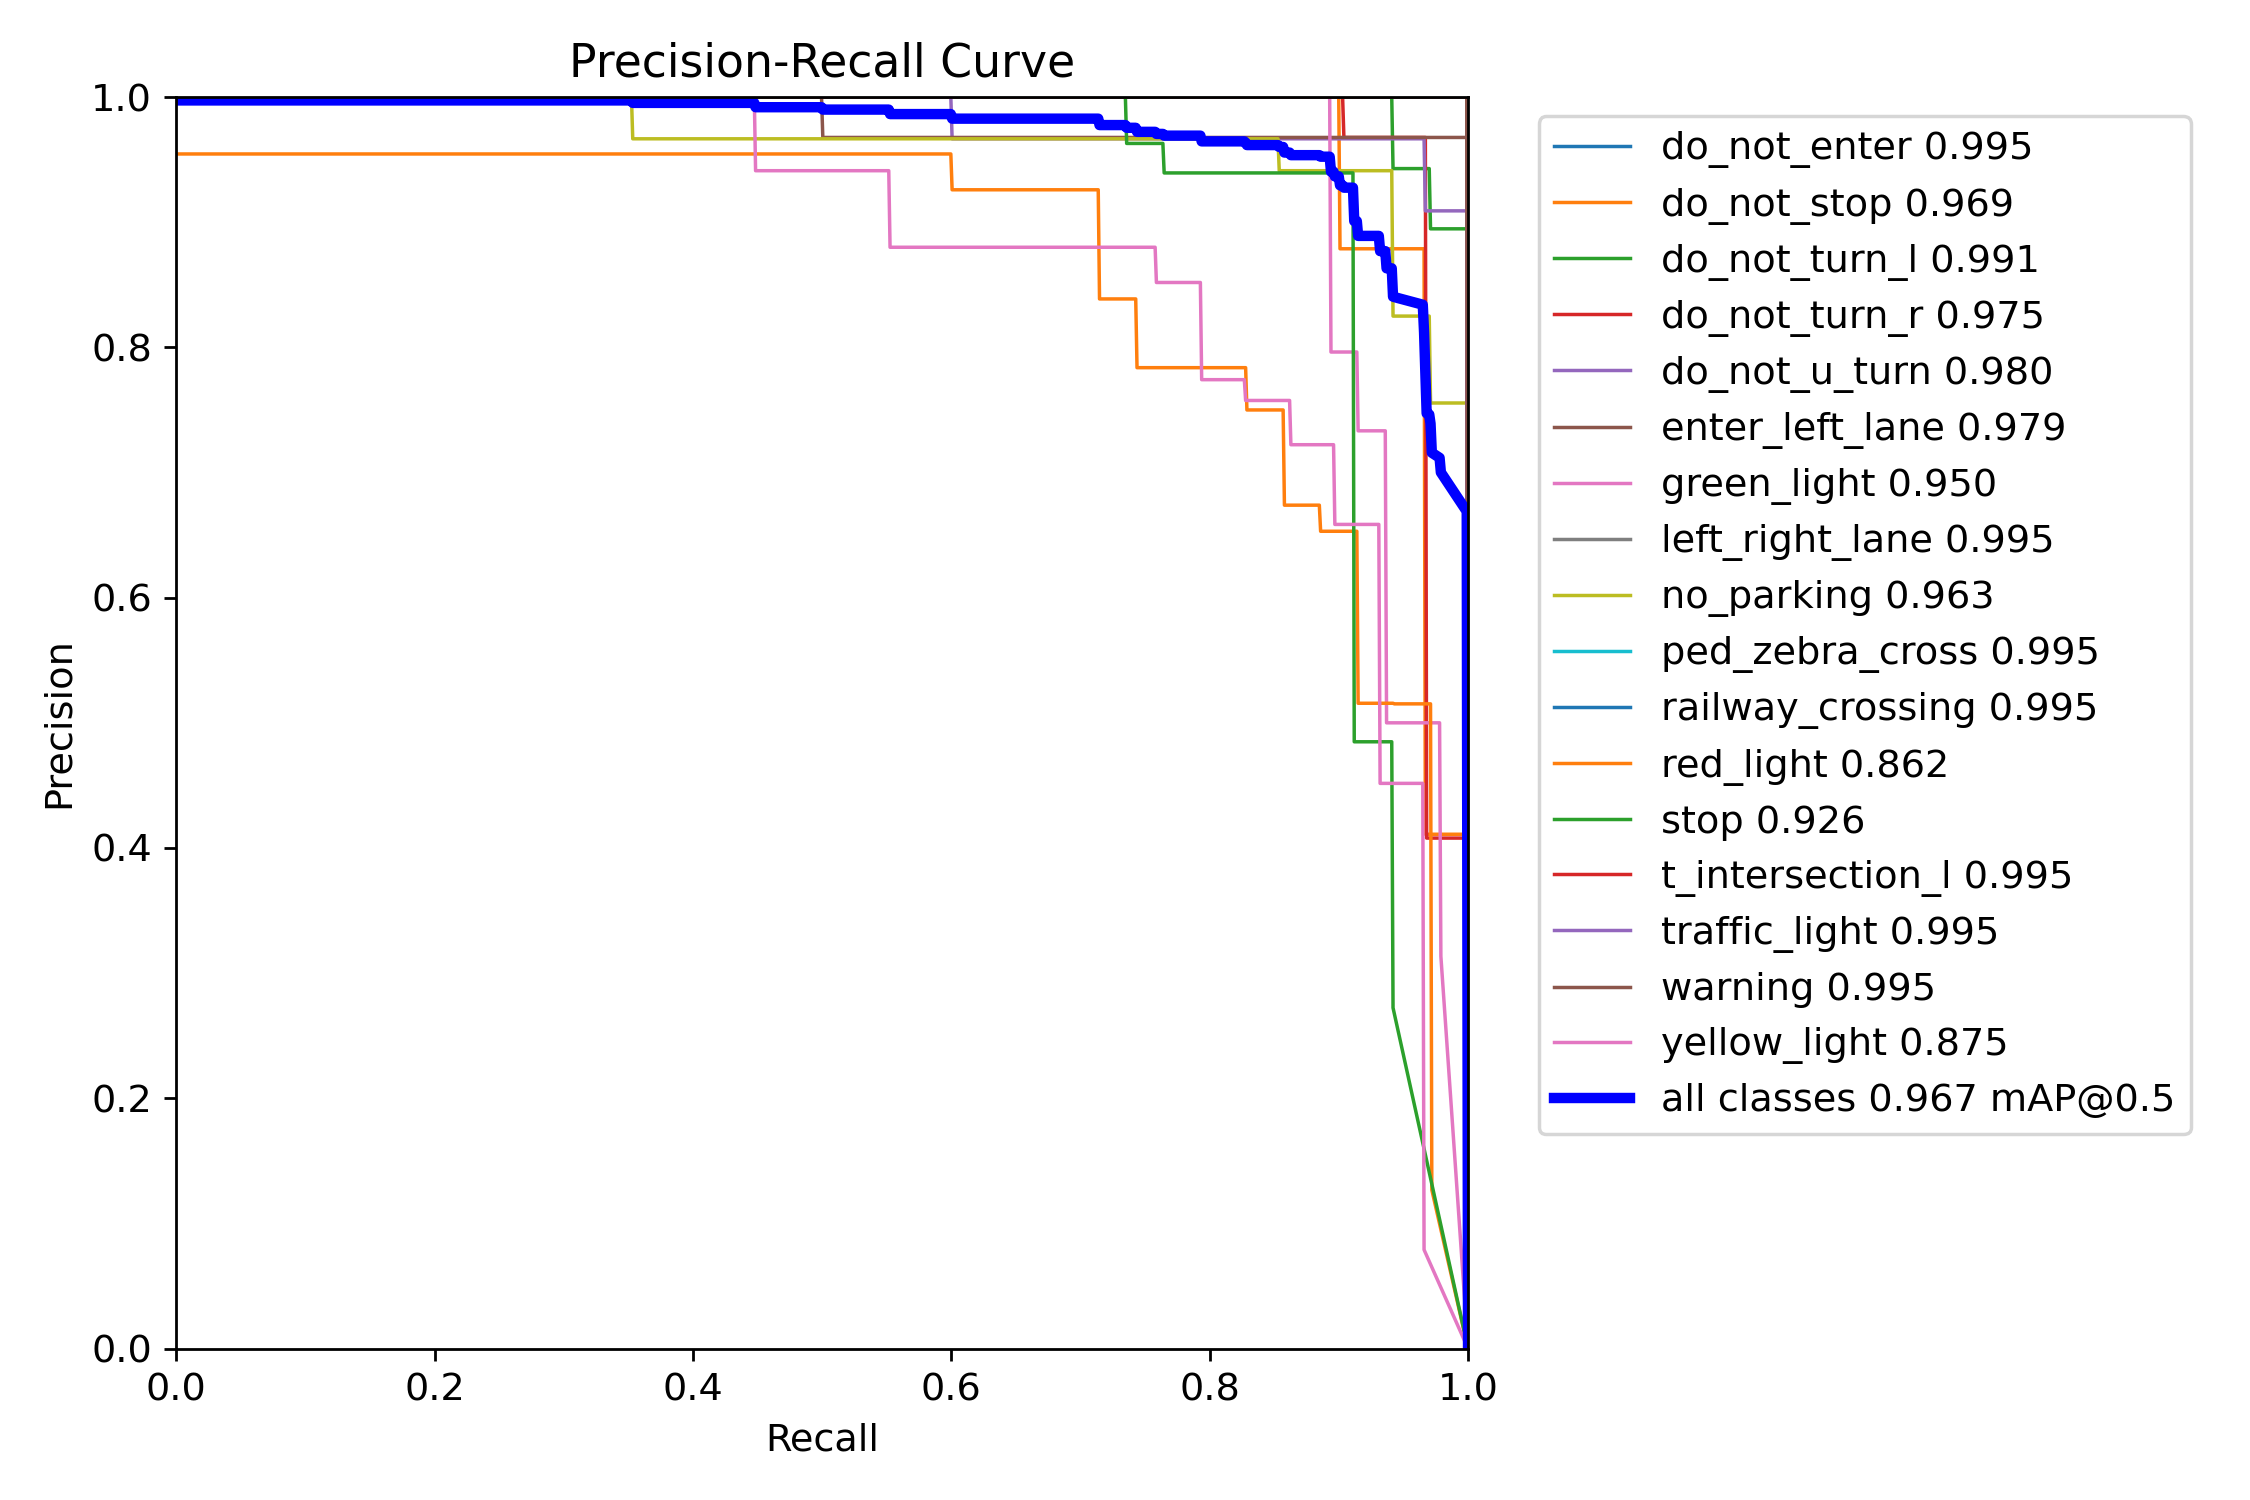 Precision-Recall Curve
1.0
0.8
0.6
0.4
0.2
0.0
Precision
0.0 0.2 0.4 0.6 0.8 1.0
Recall
do_not_enter 0.995
do_not_stop 0.969
do_not_turn_l 0.991
do_not_turn_r 0.975
do_not_u_turn 0.980
enter_left_lane 0.979
green_light 0.950
left_right_lane 0.995
no_parking 0.963
ped_zebra_cross 0.995
railway_crossing 0.995
red_light 0.862
stop 0.926
t_intersection_l 0.995
traffic_light 0.995
warning 0.995
yellow_light 0.875
all classes 0.967 mAP@0.5